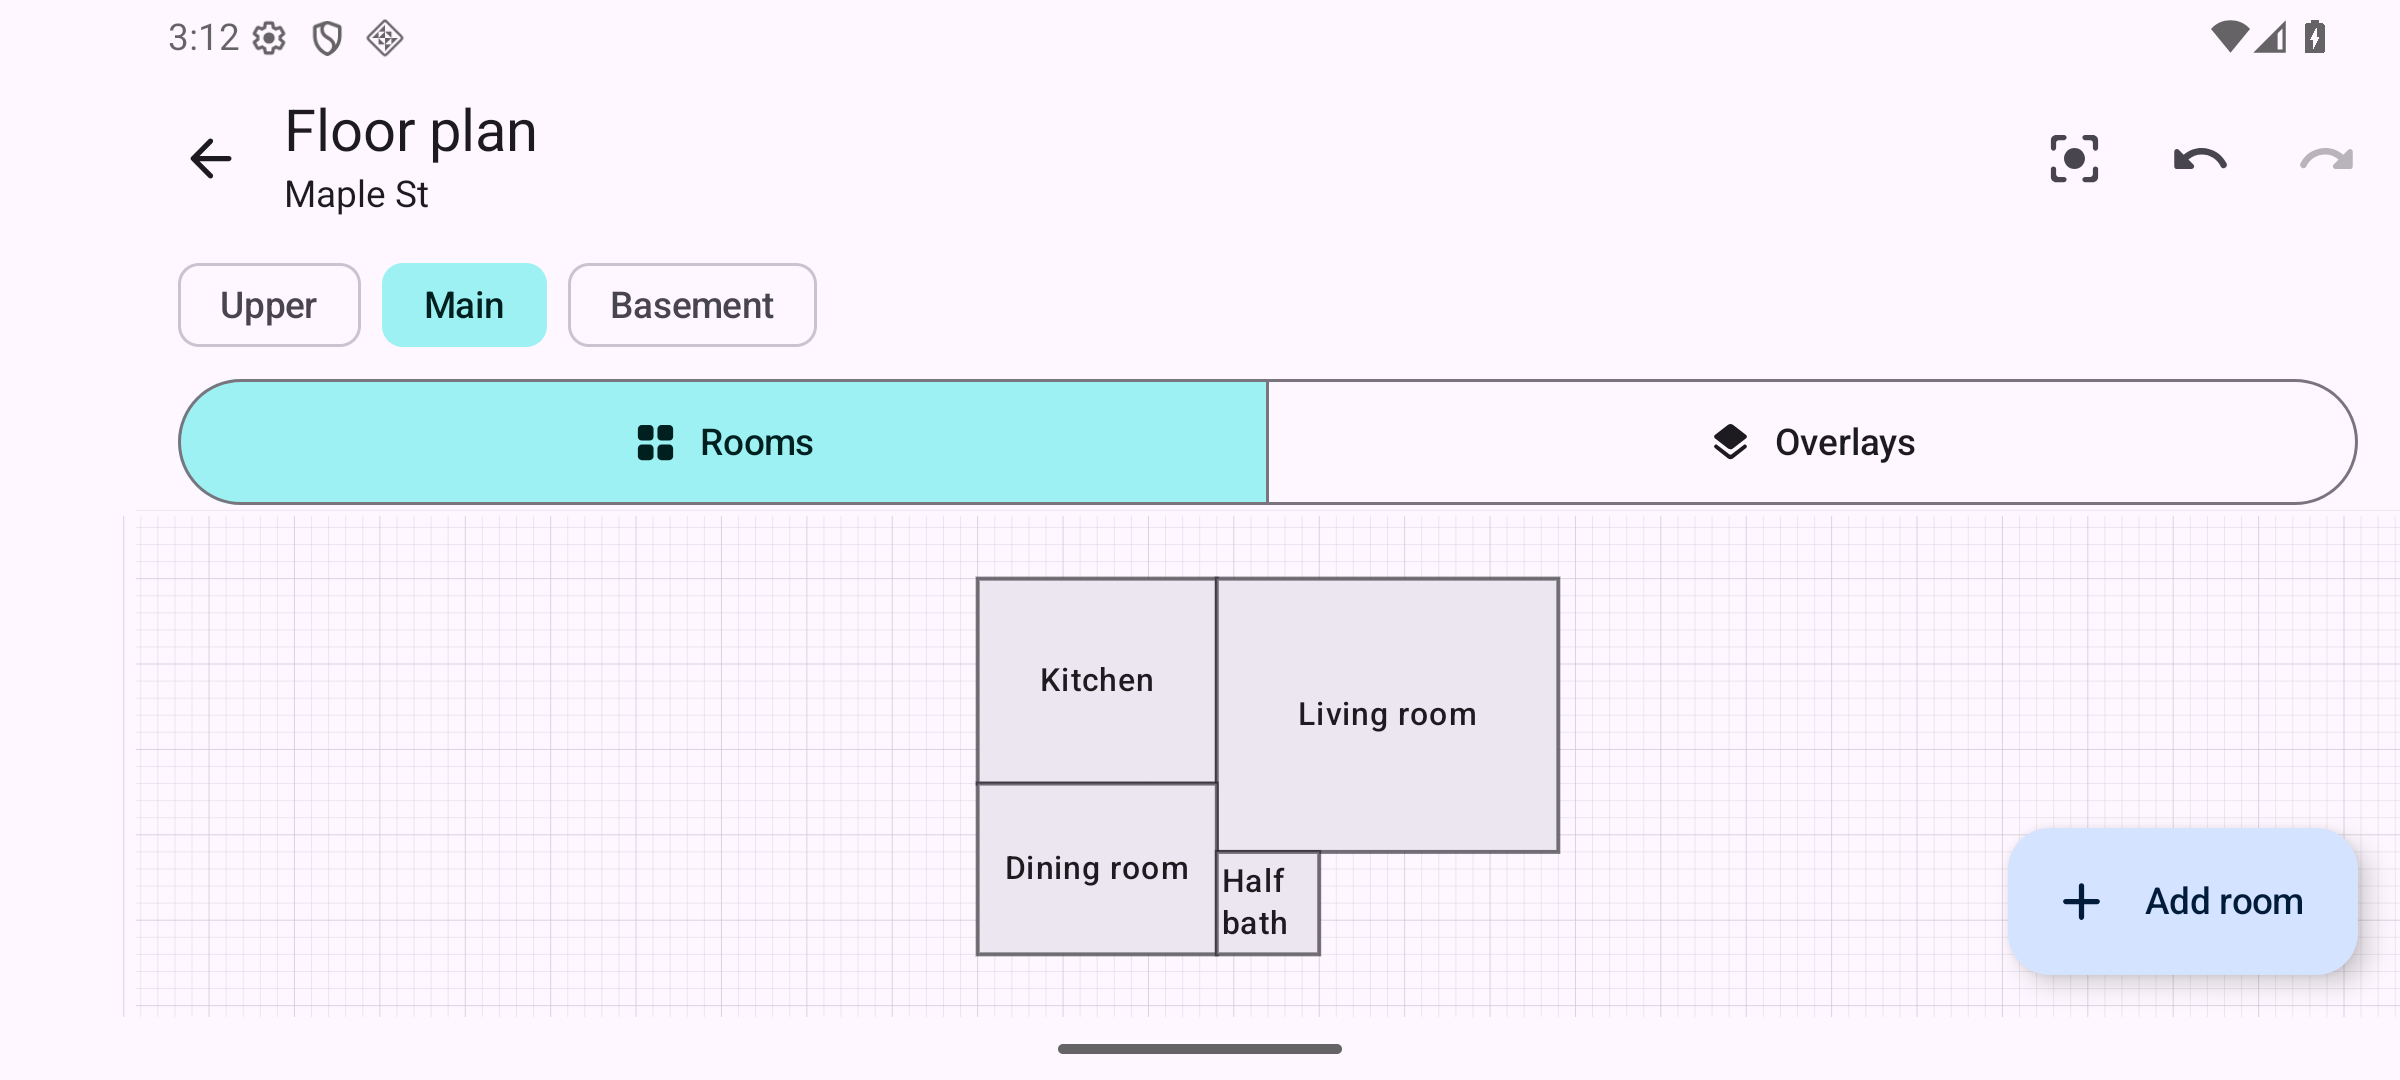 3:12
Floor plan
Maple St
Upper
Main
Basement
Rooms
Overlays
Kitchen
Living room
Dining room
Half
bath
Add room